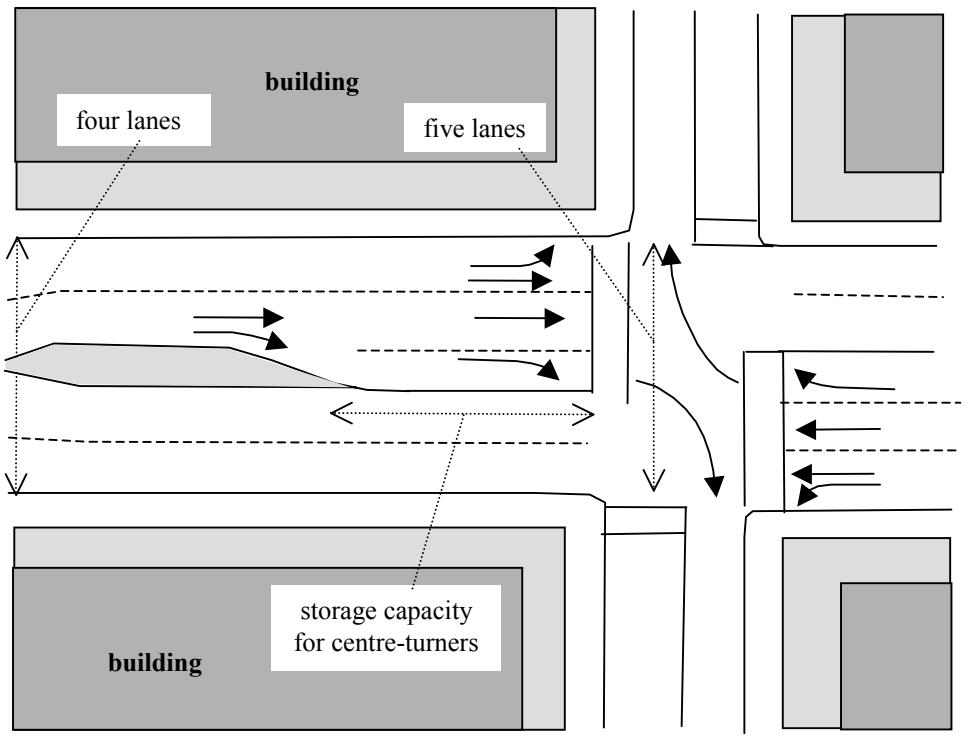 building
four lanes
five lanes
storage capacity
for centre-turners
building